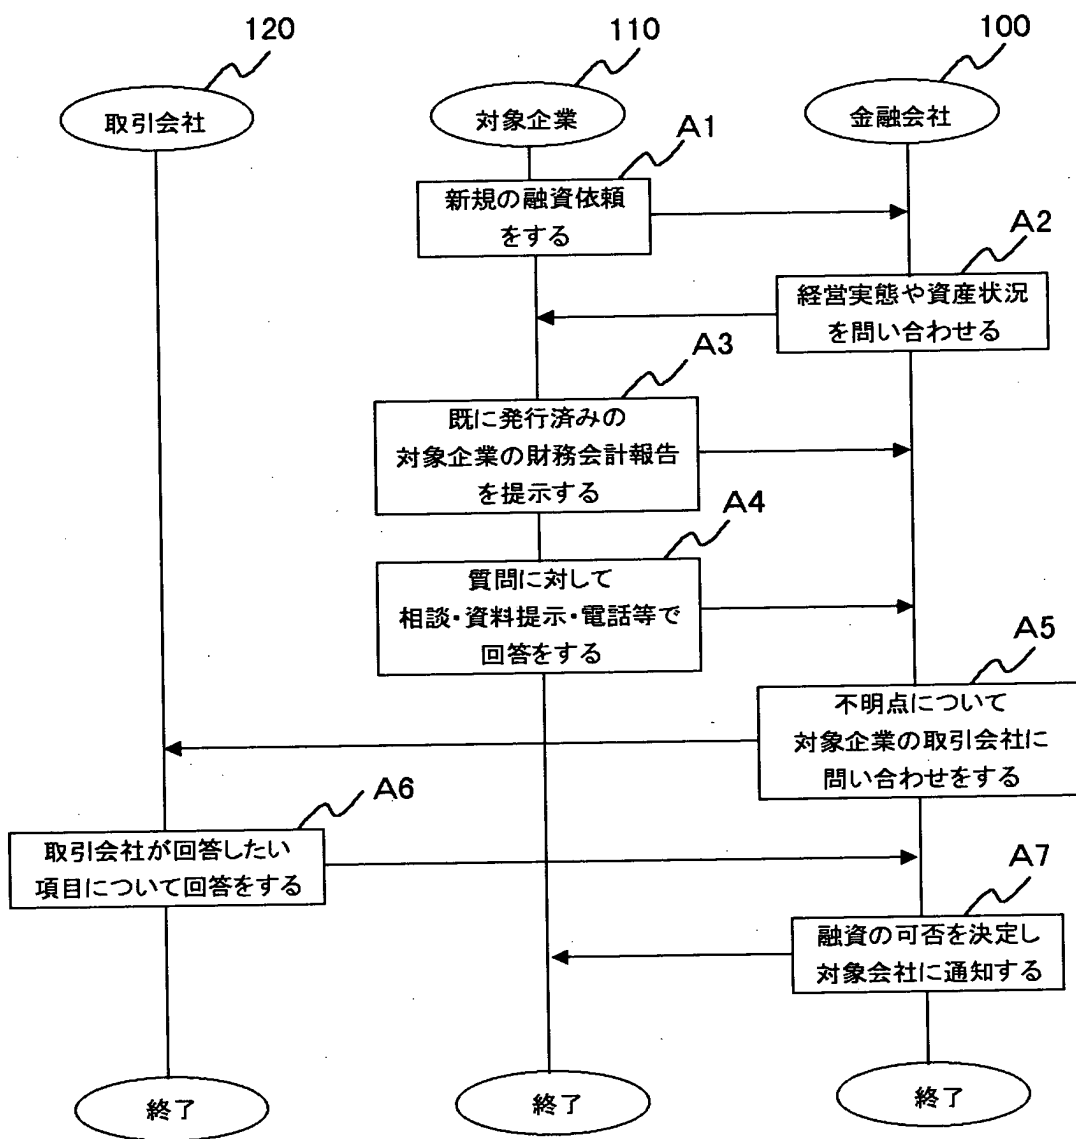 120
110
100
取引会社
対象企業
金融会社
A1
新規の融資依頼
をする
A2
経営実態や資産状況
を問い合わせる
A3
既に発行済みの
対象企業の財務会計報告
を提示する
A4
質問に対して
相談・資料提示・電話等で
回答をする
A5
不明点について
対象企業の取引会社に
問い合わせをする
A6
取引会社が回答したい
項目について回答をする
A7
融資の可否を決定し
対象会社に通知する
終了
終了
終了